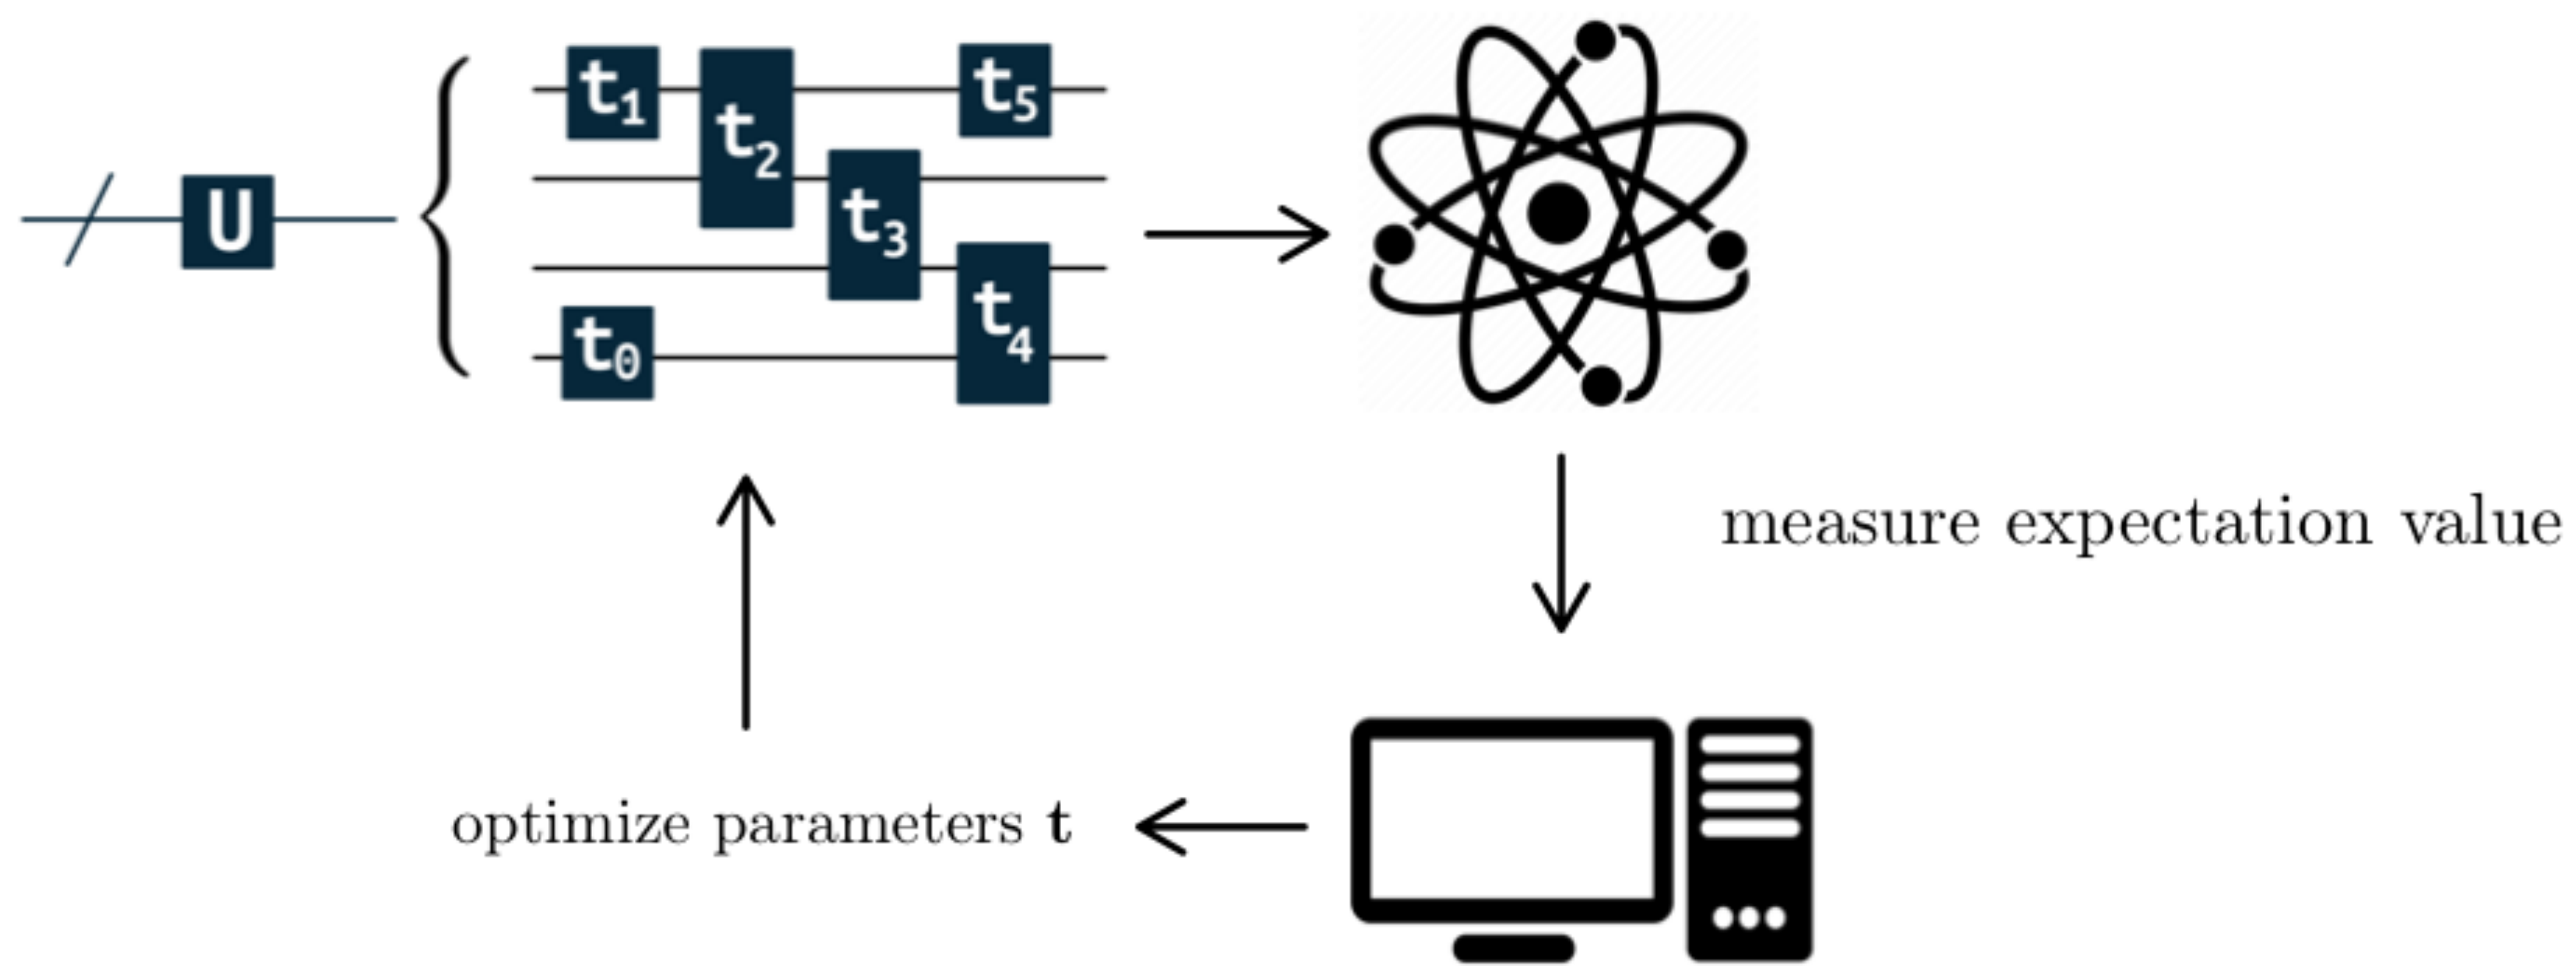 U
t₁
t₂
t₃
t₅
t₀
t₄
measure expectation value
optimize parameters t